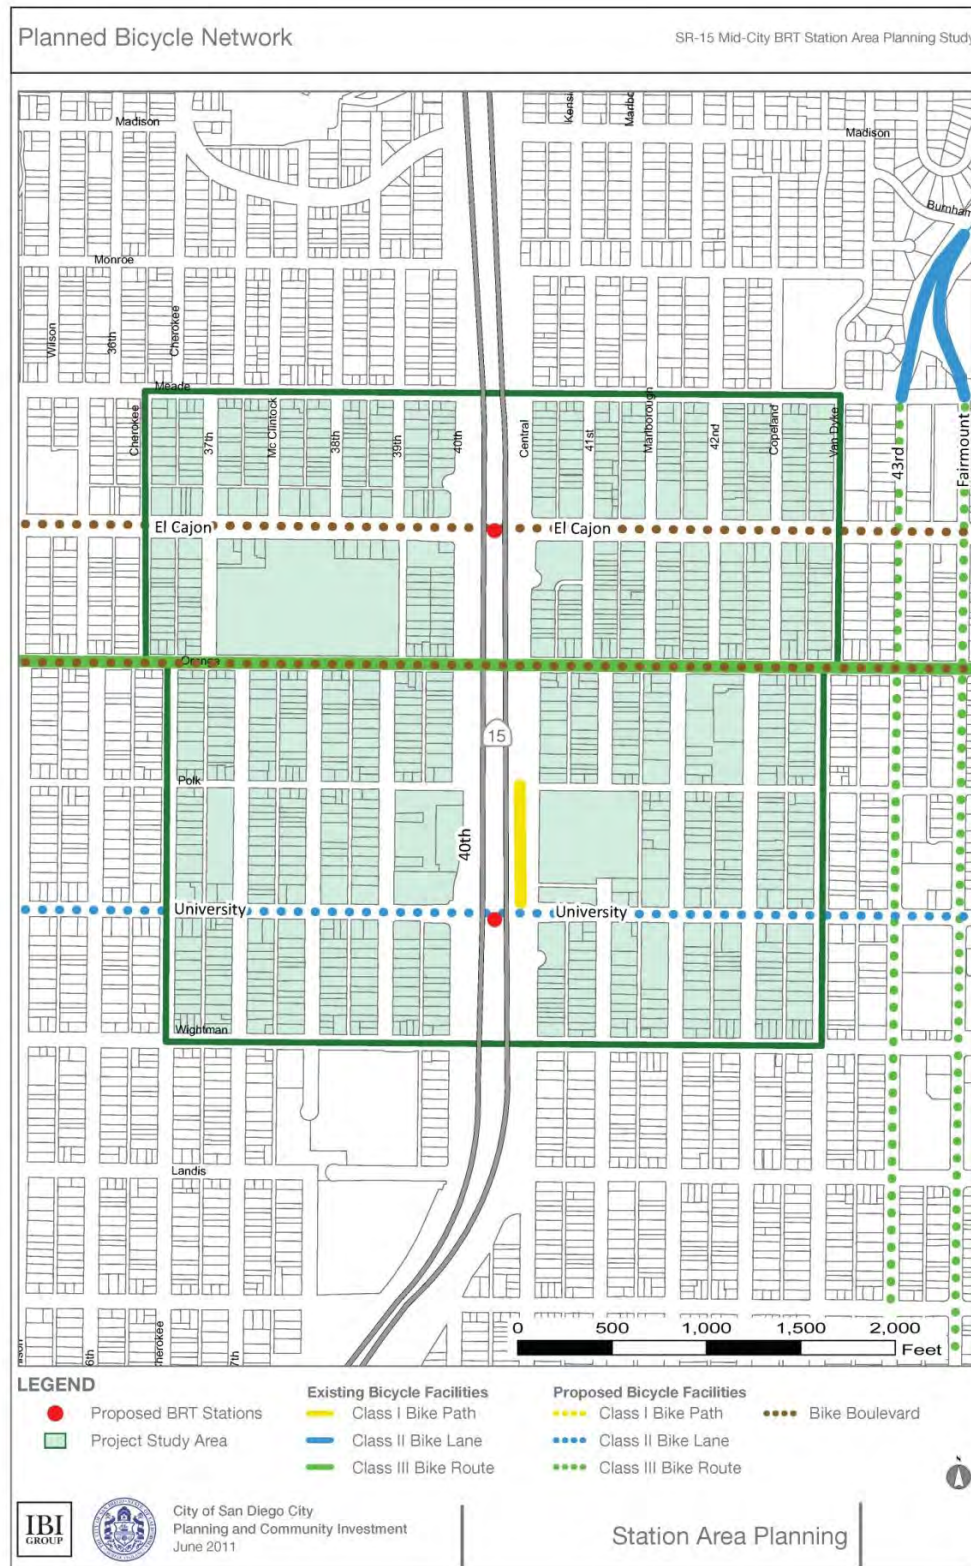 Planned Bicycle Network
SR-15 Mid-City BRT Station Area Planning Study
Madison
Madison
Burnham
Monroe
Wilson
36th
Cherokee
Meade
Cherokee
37th
Mc Clintock
38th
39th
40th
Central
41st
Marlborough
42nd
Copeland
Van Dyke
43rd
Fairmount
El Cajon
El Cajon
Orange
15
Polk
40th
University
University
Wightman
Landis
0 500 1,000 1,500 2,000
Feet
LEGEND
Proposed BRT Stations
Project Study Area
Existing Bicycle Facilities
Class I Bike Path
Class II Bike Lane
Class III Bike Route
Proposed Bicycle Facilities
Class I Bike Path
Class II Bike Lane
Class III Bike Route
Bike Boulevard
IBI
GROUP
City of San Diego City
Planning and Community Investment
June 2011
Station Area Planning